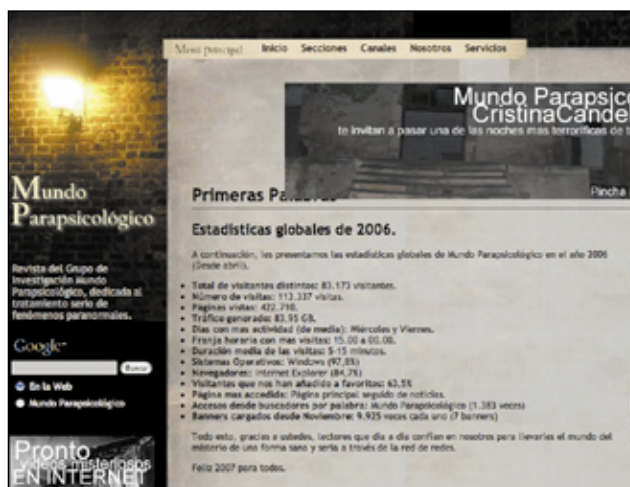 Menú principal Inicio Secciones Canales Nosotros Servicios
Mundo Parapsico
CristinaCande
te invitan a pasar una de las noches mas terroríficas de
Pincha
Mundo
Parapsicológico
Revista del Grupo de
Investigación Mundo
Parapsicológico, dedicada al
tratamiento serio de
fenómenos paranormales.
Google
Buscar
En la Web
Mundo Parapsicológico
Pronto
videos misteriosos
EN INTERNET
Primeras
Estadísticas globales de 2006.
A continuación, les presentamos las estadísticas globales de Mundo Parapsicológico en el año 2006
(Desde abril).
Total de visitantes distintos: 83.173 visitantes.
Número de visitas: 113.337 visitas.
Páginas vistas: 422.710.
Tráfico generado: 83.95 GB.
Días con mas actividad (de media): Miércoles y Viernes.
Franja horaria con mas visitas: 15.00 a 00.00.
Duración media de las visitas: 5-15 minutos.
Sistemas Operativos: Windows (97,8%)
Navegadores: Internet Explorer (84,7%)
Visitantes que nos han añadido a favoritos: 63,5%
Página mas accedida: Página principal seguido de noticias.
Accesos desde buscadores por palabra: Mundo Parapsicológico (1.383 veces)
Banners cargados desde Noviembre: 9.925 veces cada uno (7 banners)
Todo esto, gracias a ustedes, lectores que día a día confían en nosotros para llevarles el mundo del
misterio de una forma sana y seria a través de la red de redes.
Feliz 2007 para todos.